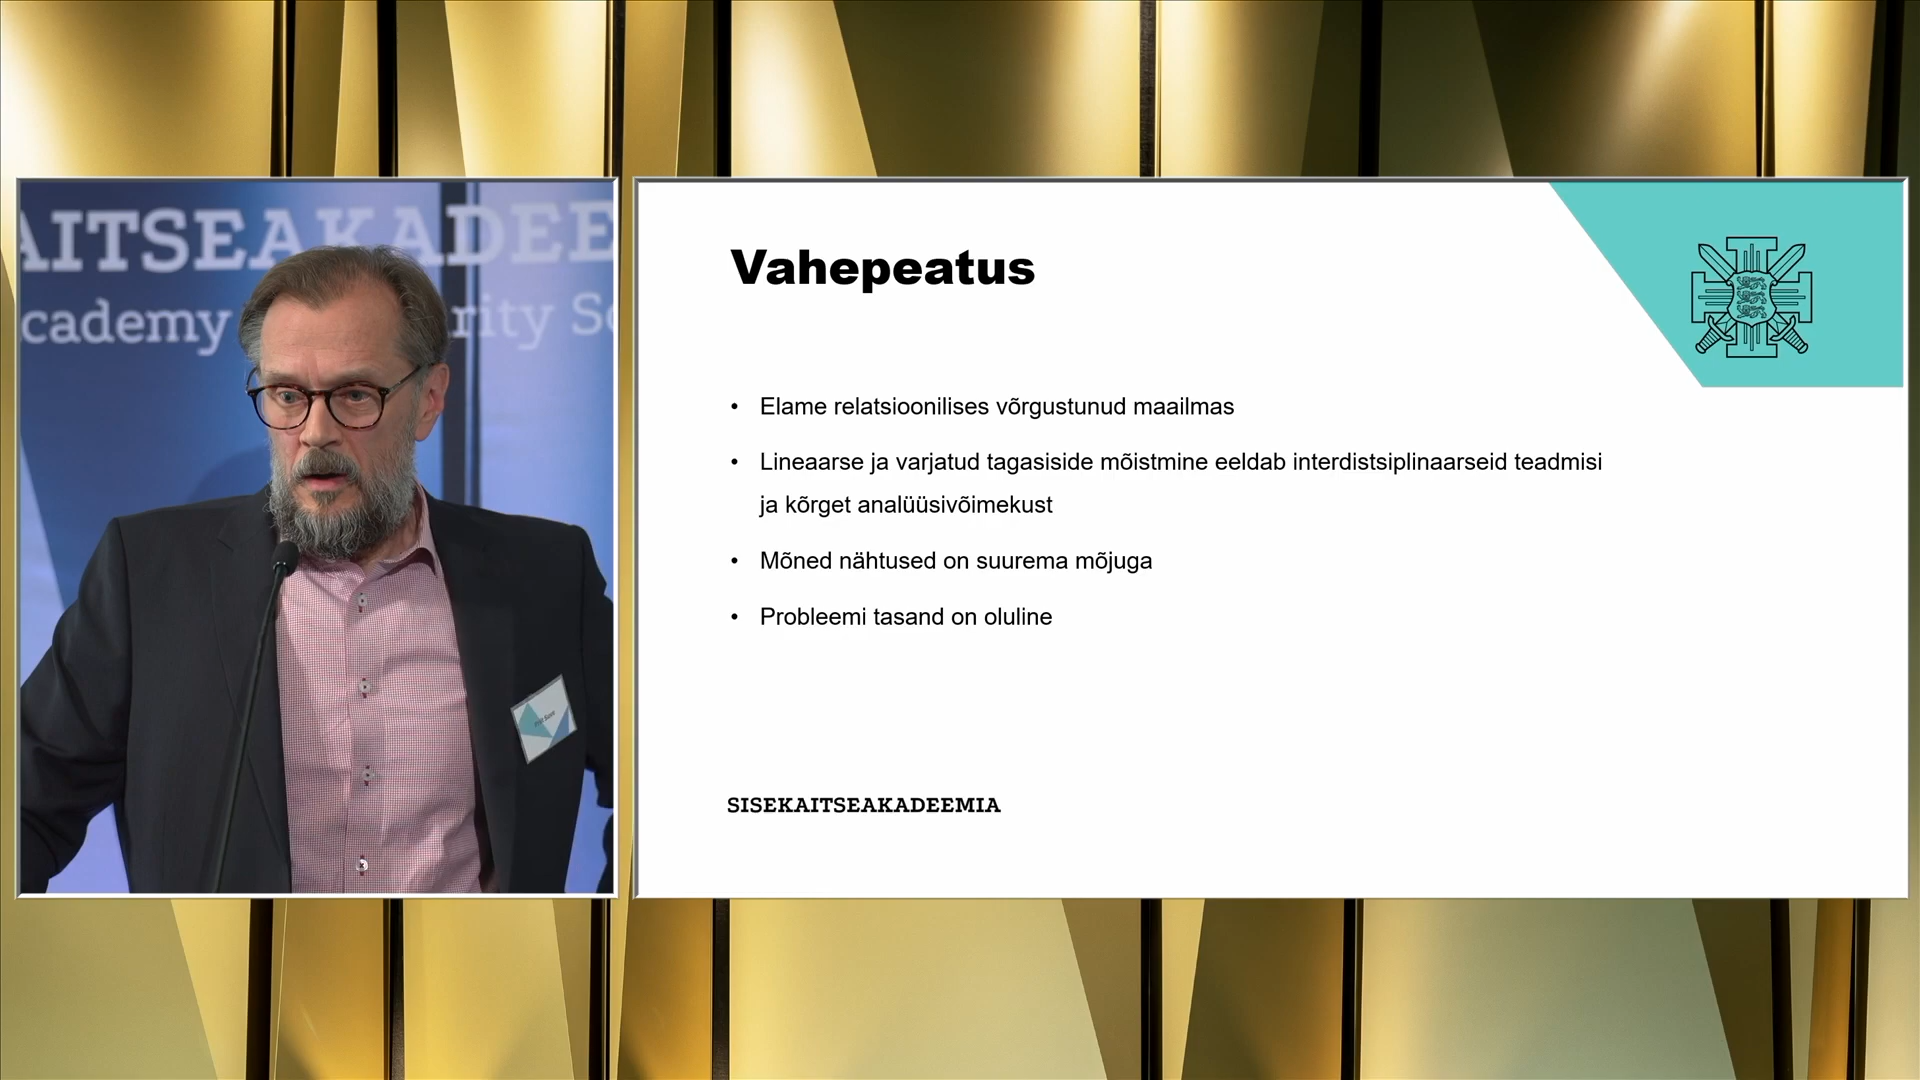 AITSEAKADEE
cademy
rity
Vahepeatus
• Elame relatsioonilises võrgustunud maailmas
• Lineaarse ja varjatud tagasiside mõistmine eeldab interdistsiplinaarseid teadmisi
ja kõrget analüüsivõimekust
• Mõned nähtused on suurema mõjuga
• Probleemi tasand on oluline
SISEKAITSEAKADEEMIA